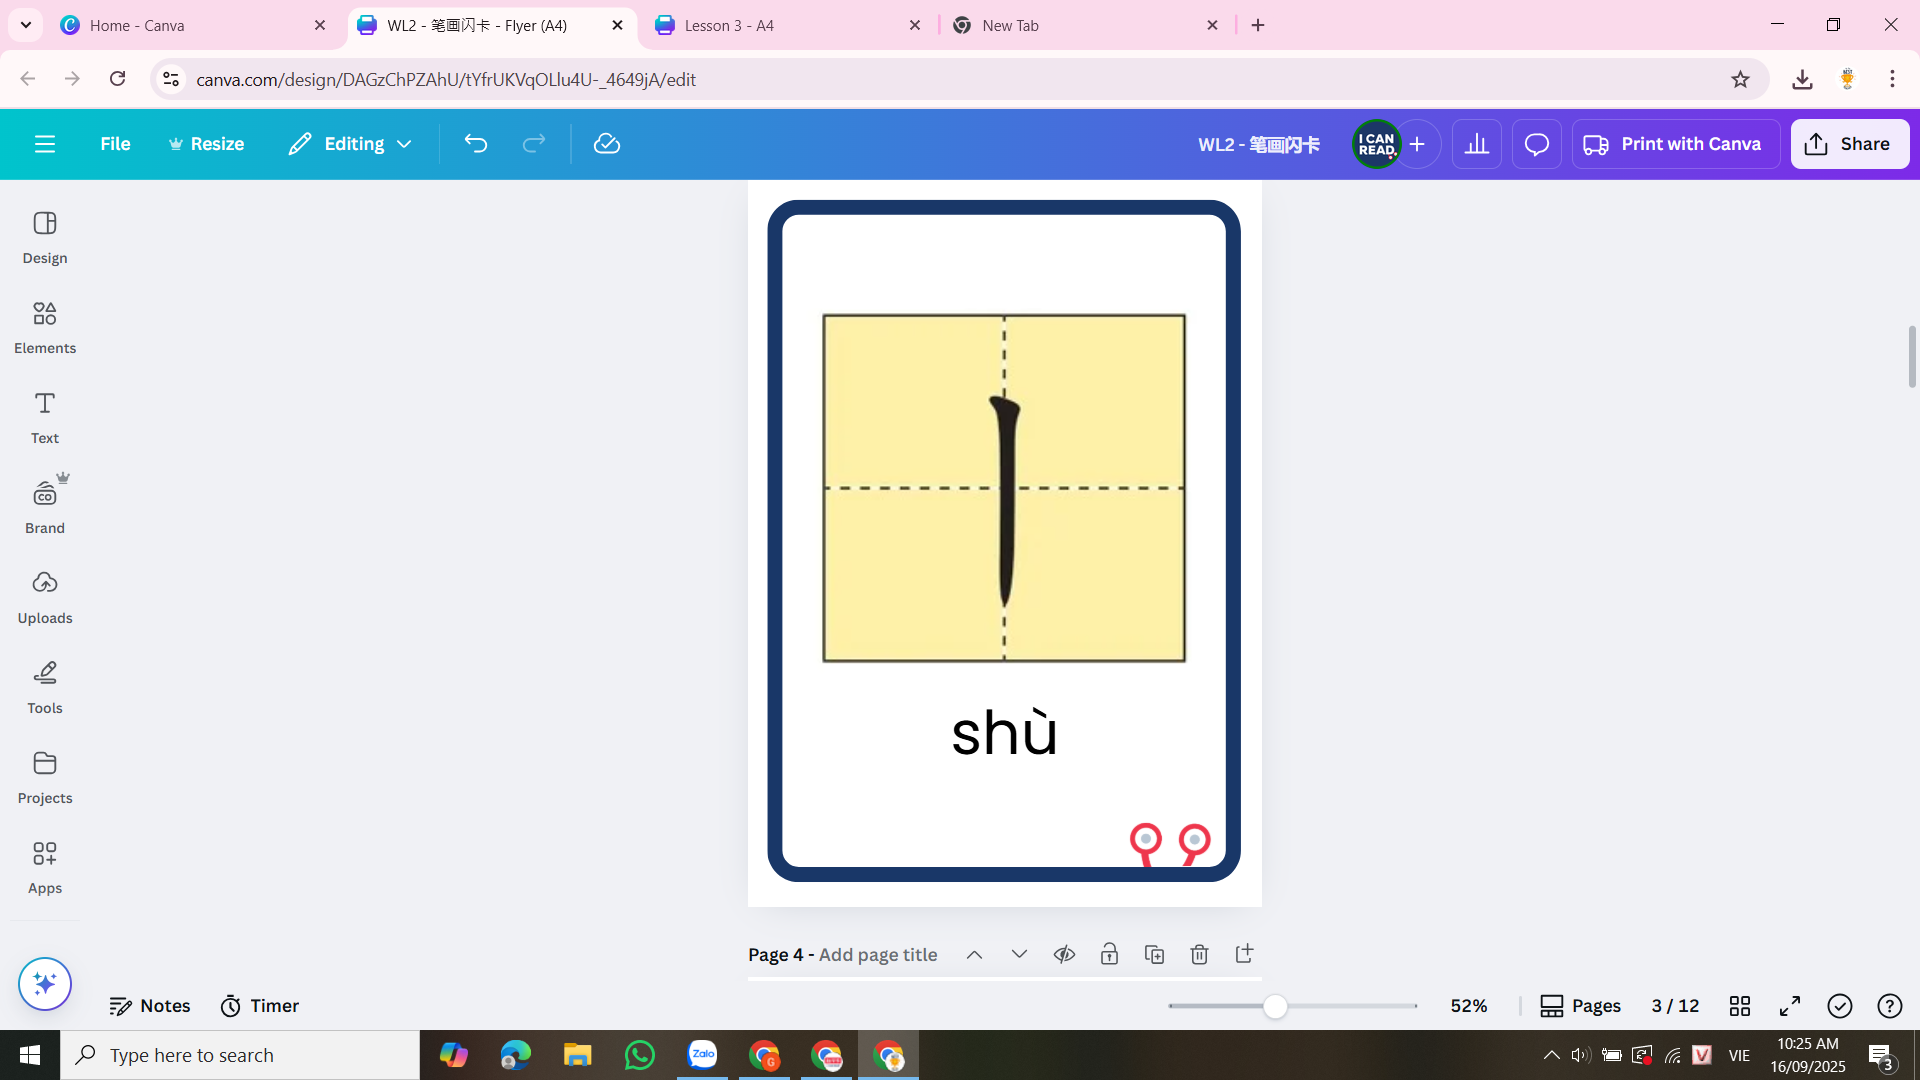 Home - Canva
WL2 - 笔画闪卡 - Flyer (A4)
Lesson 3 - A4
New Tab
canva.com/design/DAGzChPZAhU/tYfrUKVqOLlu4U-_4649jA/edit
File
Resize
Editing
WL2 - 笔画闪卡
I CAN
READ
Print with Canva
Share
Design
Elements
Text
CO
Brand
Uploads
Tools
Projects
Apps
shù
Page 4 - Add page title
Notes
Timer
52%
Pages
3 / 12
Type here to search
Zalo
G
V
VIE
10:25 AM
16/09/2025
3